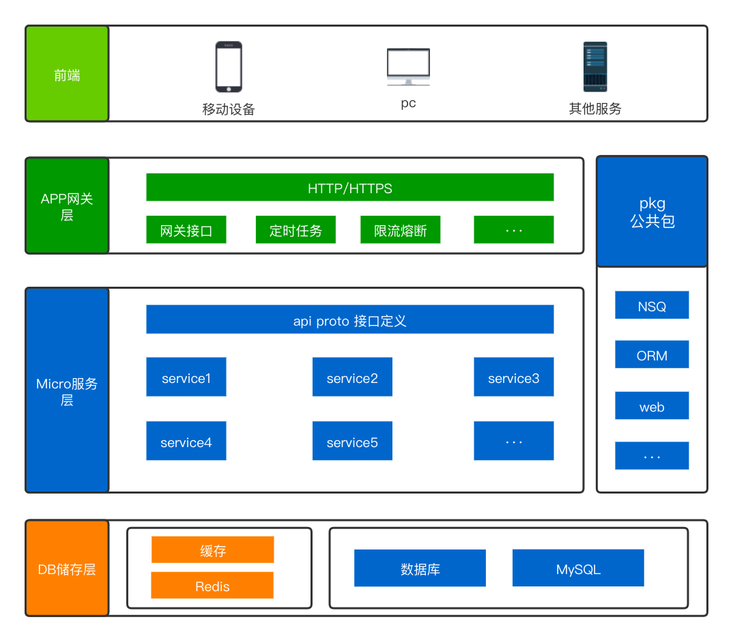 前端
移动设备
pc
其他服务
APP网关
层
HTTP/HTTPS
网关接口
定时任务
限流熔断
···
pkg
公共包
NSQ
ORM
web
···
Micro服务
层
api proto 接口定义
service1
service2
service3
service4
service5
···
DB储存层
缓存
Redis
数据库
MySQL